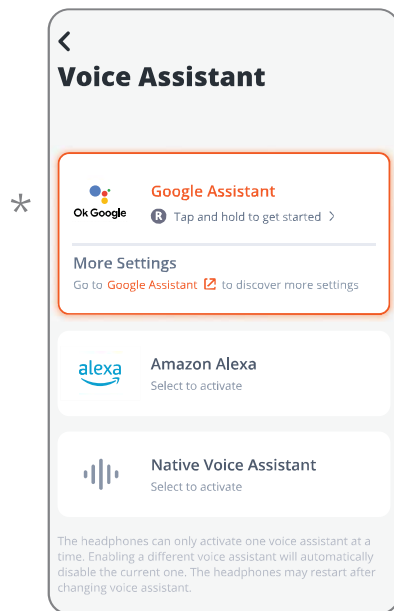 Voice Assistant
*
Google Assistant
Ok Google
R Tap and hold to get started >
More Settings
Go to Google Assistant to discover more settings
alexa
Amazon Alexa
Select to activate
Native Voice Assistant
Select to activate
The headphones can only activate one voice assistant at a
time. Enabling a different voice assistant will automatically
disable the current one. The headphones may restart after
changing voice assistant.